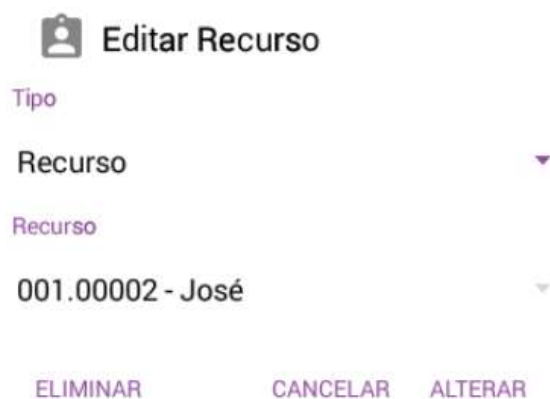 Editar Recurso
Tipo
Recurso
Recurso
001.00002 - José
ELIMINAR CANCELAR ALTERAR